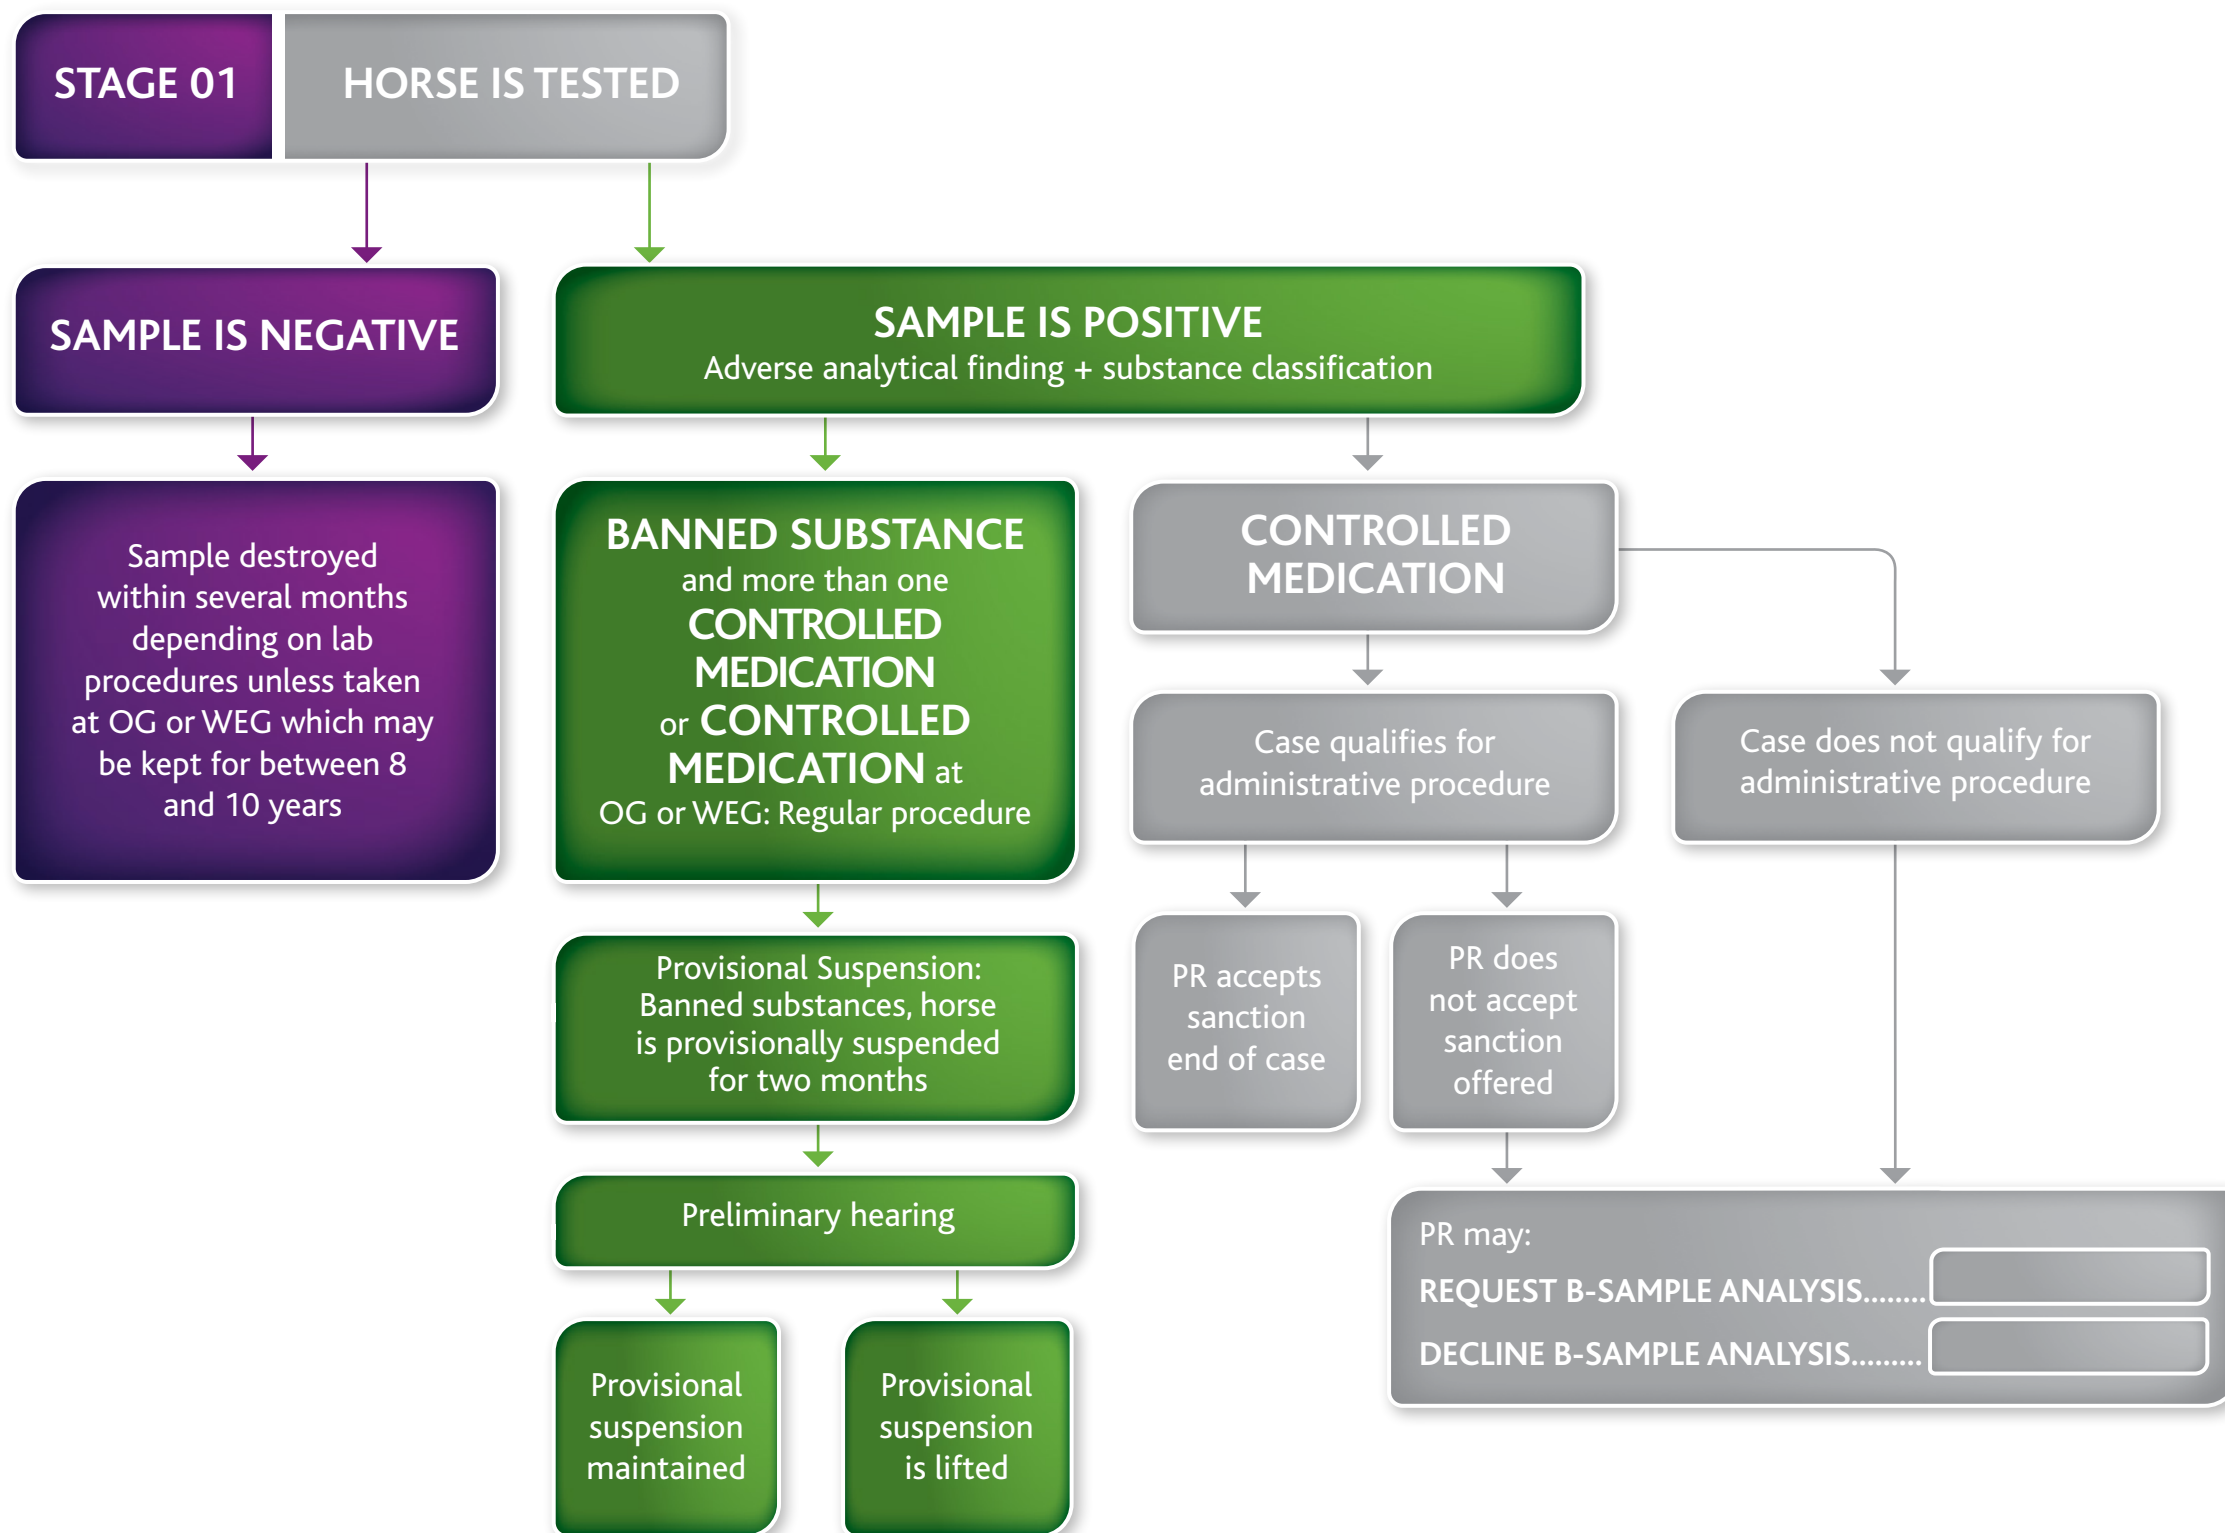 STAGE 01
HORSE IS TESTED
SAMPLE IS NEGATIVE
SAMPLE IS POSITIVE
Adverse analytical finding + substance classification
Sample destroyed
within several months
depending on lab
procedures unless taken
at OG or WEG which may
be kept for between 8
and 10 years
BANNED SUBSTANCE
and more than one
CONTROLLED
MEDICATION
or CONTROLLED
MEDICATION at
OG or WEG: Regular procedure
CONTROLLED
MEDICATION
Case qualifies for
administrative procedure
Case does not qualify for
administrative procedure
Provisional Suspension:
Banned substances, horse
is provisionally suspended
for two months
PR accepts
sanction
end of case
PR does
not accept
sanction
offered
Preliminary hearing
PR may:
REQUEST B-SAMPLE ANALYSIS........
DECLINE B-SAMPLE ANALYSIS.........
Provisional
suspension
maintained
Provisional
suspension
is lifted